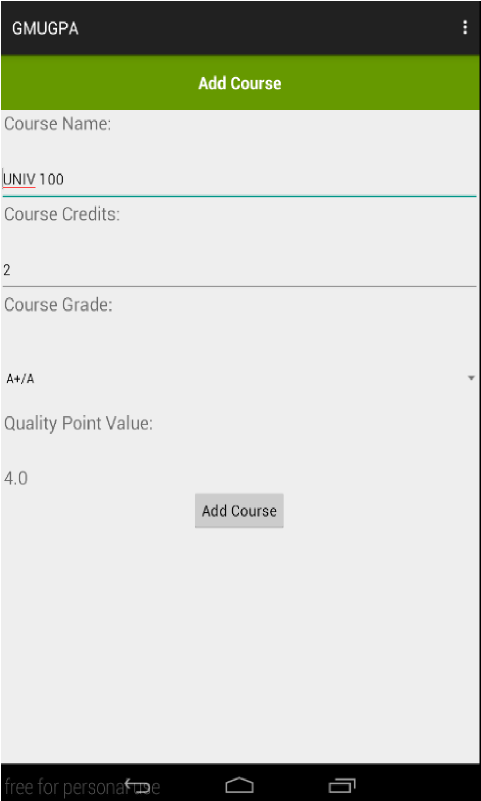 GMUGPA
Add Course
Course Name:
UNIV 100
Course Credits:
2
Course Grade:
A+/A
Quality Point Value:
4.0
Add Course
free for personal use